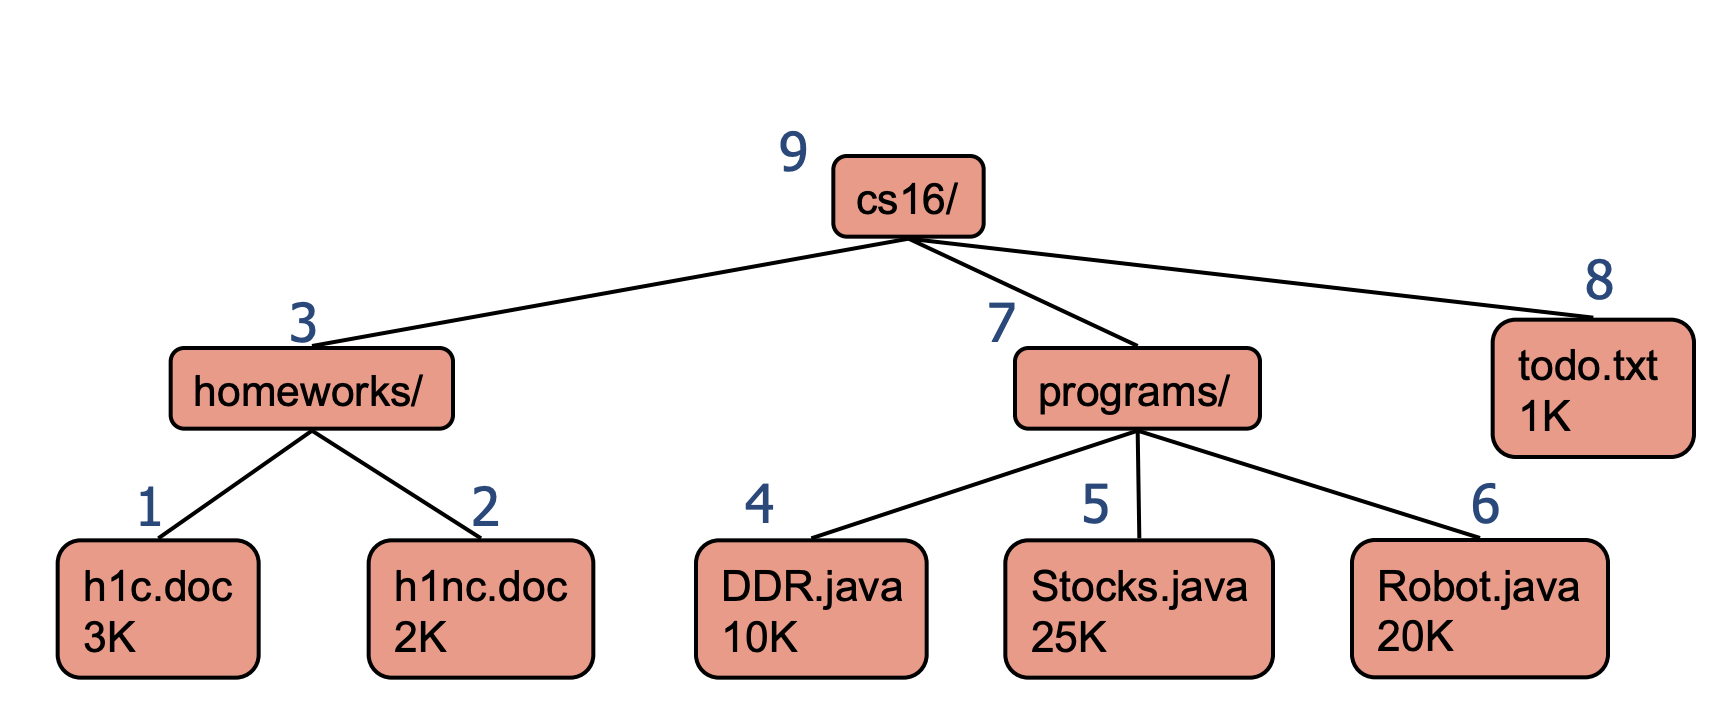 9
cs16/
3
7
8
homeworks/
programs/
todo.txt
1K
1
2
4
5
6
h1c.doc
3K
h1nc.doc
2K
DDR.java
10K
Stocks.java
25K
Robot.java
20K